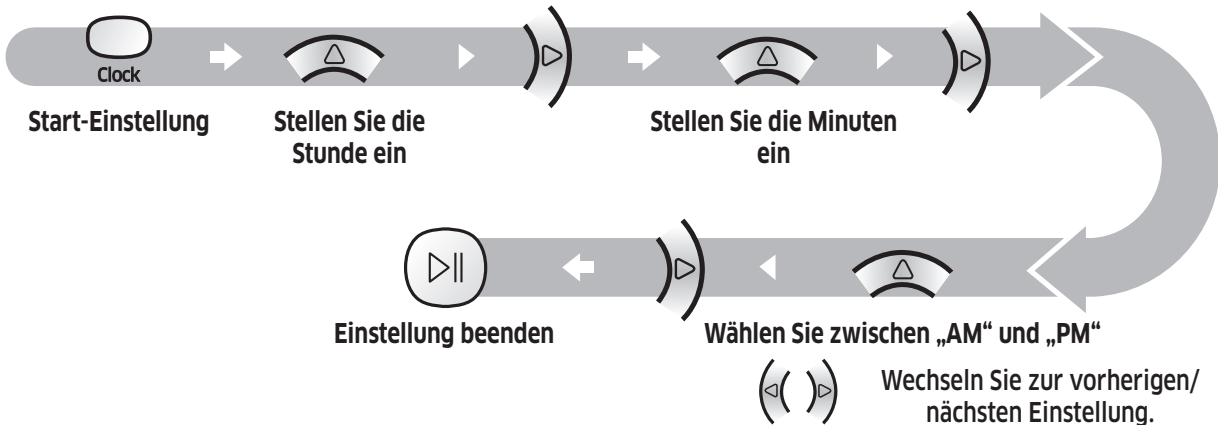 Clock
Start-Einstellung
Stellen Sie die
Stunde ein
Stellen Sie die Minuten
ein
Einstellung beenden
Wählen Sie zwischen „AM“ und „PM“
Wechseln Sie zur vorherigen/
nächsten Einstellung.